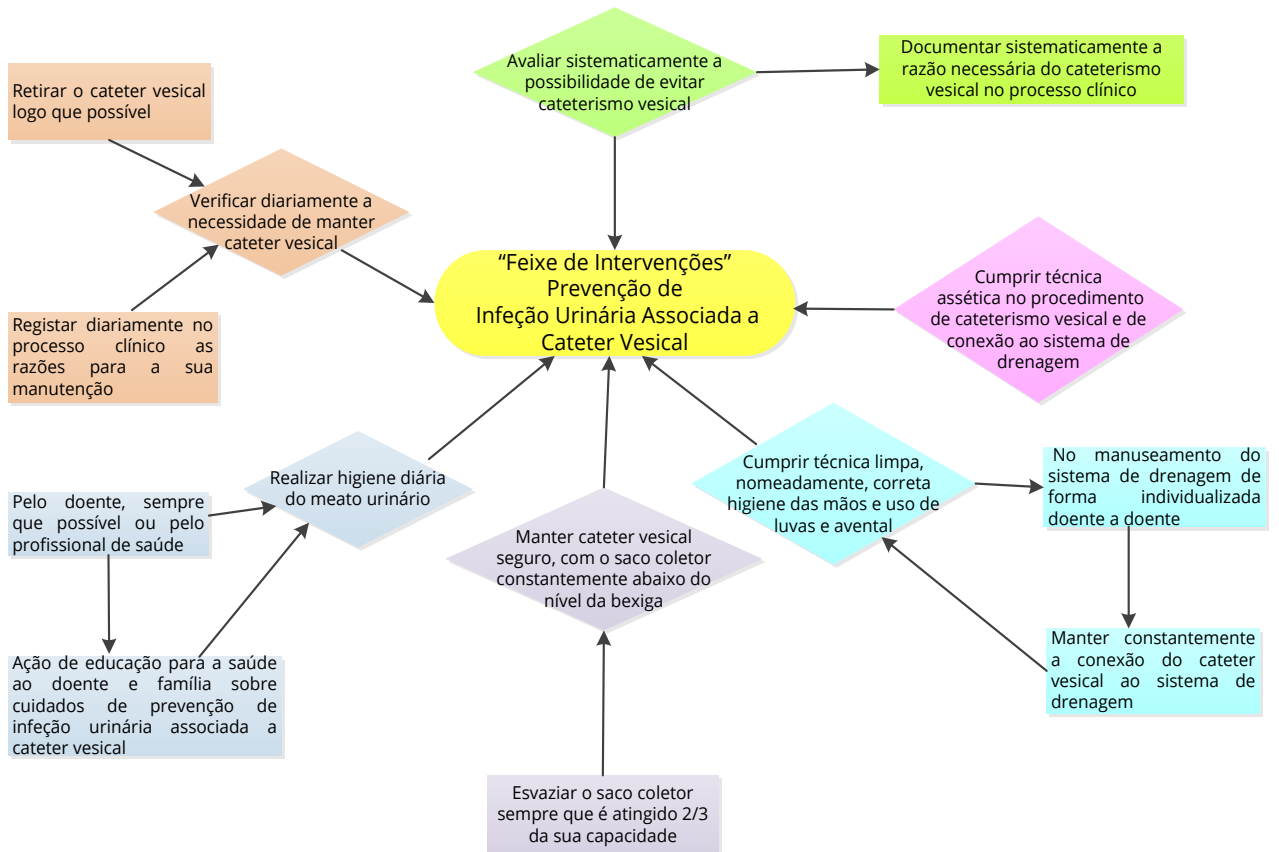 Avaliar sistematicamente a
possibilidade de evitar
cateterismo vesical
Documentar sistematicamente a
razão necessária do cateterismo
vesical no processo clínico
Retirar o cateter vesical
logo que possível
Verificar diariamente a
necessidade de manter
cateter vesical
Registar diariamente no
processo clínico as
razões para a sua
manutenção
“Feixe de Intervenções”
Prevenção de
Infeção Urinária Associada a
Cateter Vesical
Cumprir técnica
assética no procedimento
de cateterismo vesical e de
conexão ao sistema de
drenagem
Realizar higiene diária
do meato urinário
Pelo doente, sempre
que possível ou pelo
profissional de saúde
Ação de educação para a saúde
ao doente e família sobre
cuidados de prevenção de
infeção urinária associada a
cateter vesical
Manter cateter vesical
seguro, com o saco coletor
constantemente abaixo do
nível da bexiga
Esvaziar o saco coletor
sempre que é atingido 2/3
da sua capacidade
Cumprir técnica limpa,
nomeadamente, correta
higiene das mãos e uso de
luvas e avental
No manuseamento do
sistema de drenagem de
forma individualizada
doente a doente
Manter constantemente
a conexão do cateter
vesical ao sistema de
drenagem